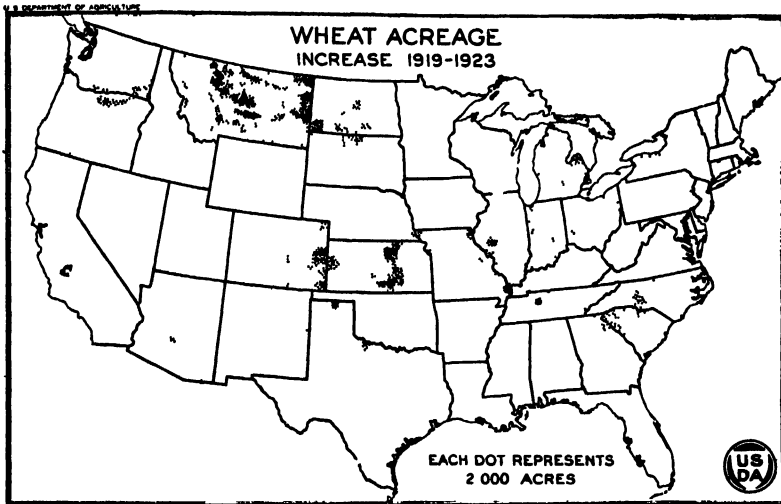 U S DEPARTMENT OF AGRICULTURE
WHEAT ACREAGE
INCREASE 1919-1923
EACH DOT REPRESENTS
2 000 ACRES
US
DA